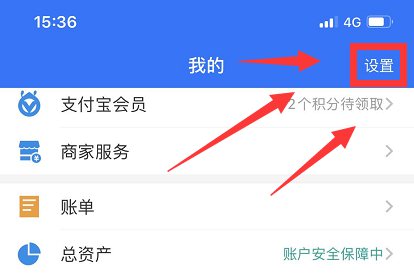 15:36 4G
我的 设置
支付宝会员 2个积分待领取
商家服务
账单
总资产 账户安全保障中